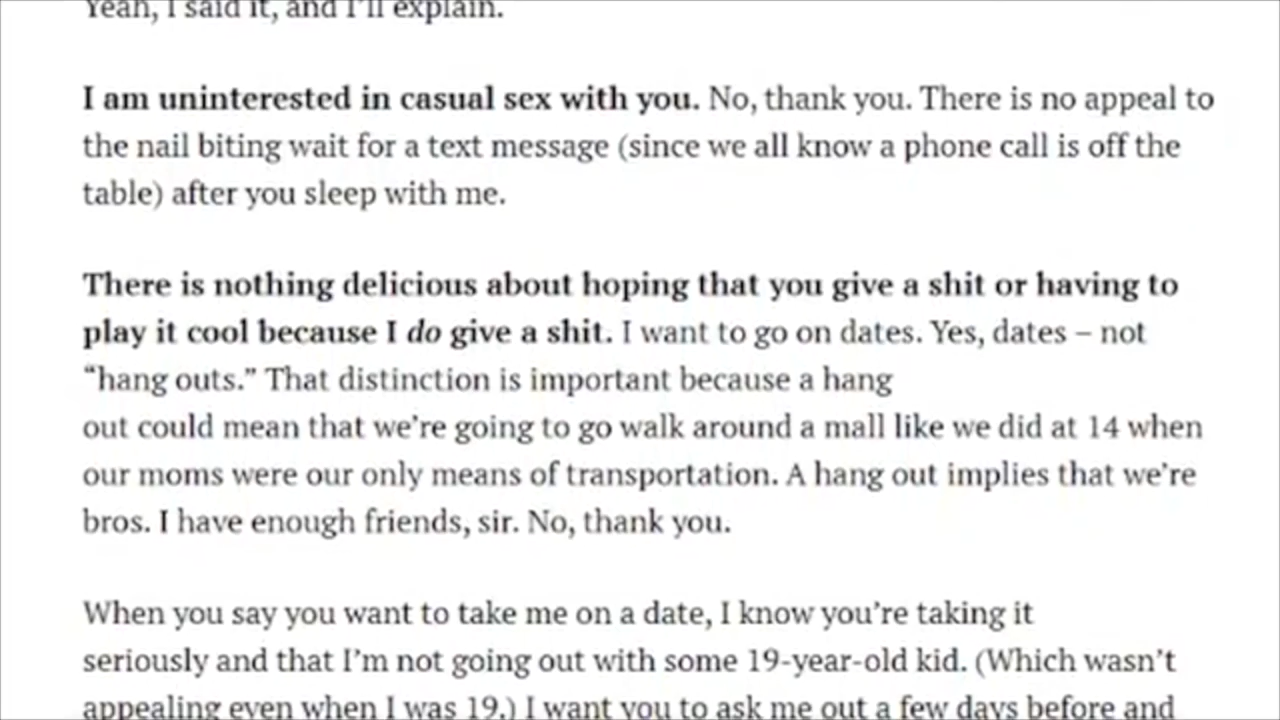 Yeah, I said it, and I'll explain.
I am uninterested in casual sex with you. No, thank you. There is no appeal to
the nail biting wait for a text message (since we all know a phone call is off the
table) after you sleep with me.
There is nothing delicious about hoping that you give a shit or having to
play it cool because I do give a shit. I want to go on dates. Yes, dates – not
“hang outs.” That distinction is important because a hang
out could mean that we’re going to go walk around a mall like we did at 14 when
our moms were our only means of transportation. A hang out implies that we’re
bros. I have enough friends, sir. No, thank you.
When you say you want to take me on a date, I know you’re taking it
seriously and that I’m not going out with some 19-year-old kid. (Which wasn’t
appealing even when I was 19.) I want you to ask me out a few days before and